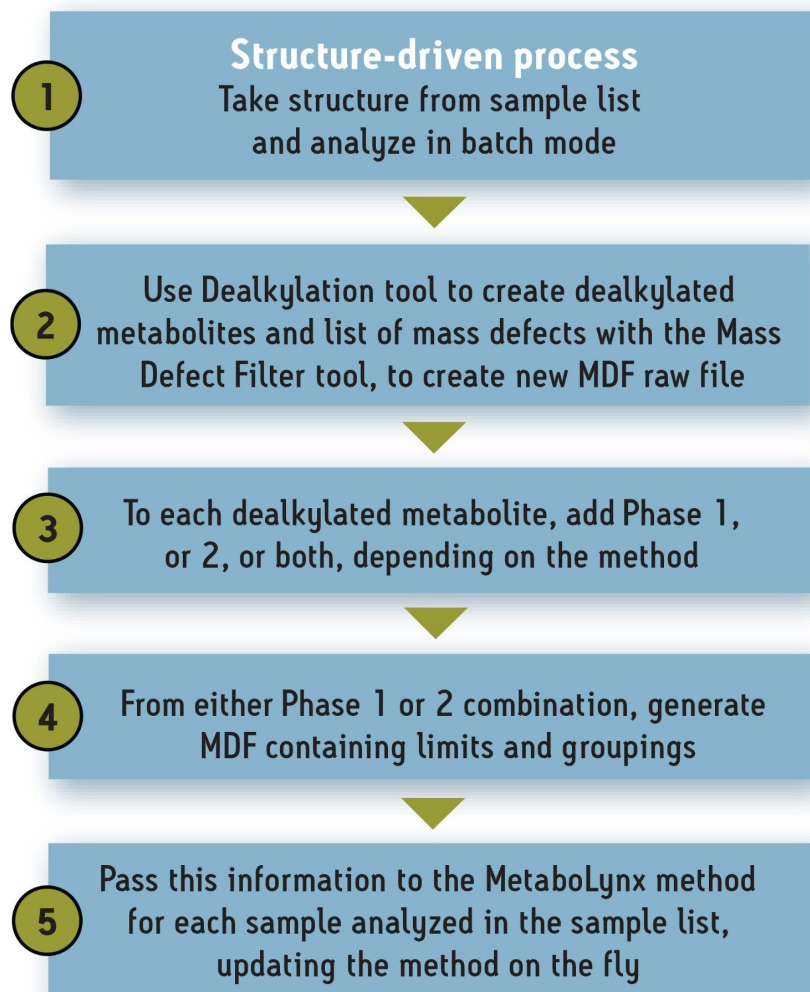 1
Structure-driven process
Take structure from sample list
and analyze in batch mode
2
Use Dealkylation tool to create dealkylated
metabolites and list of mass defects with the Mass
Defect Filter tool, to create new MDF raw file
3
To each dealkylated metabolite, add Phase 1,
or 2, or both, depending on the method
4
From either Phase 1 or 2 combination, generate
MDF containing limits and groupings
5
Pass this information to the MetaboLynx method
for each sample analyzed in the sample list,
updating the method on the fly